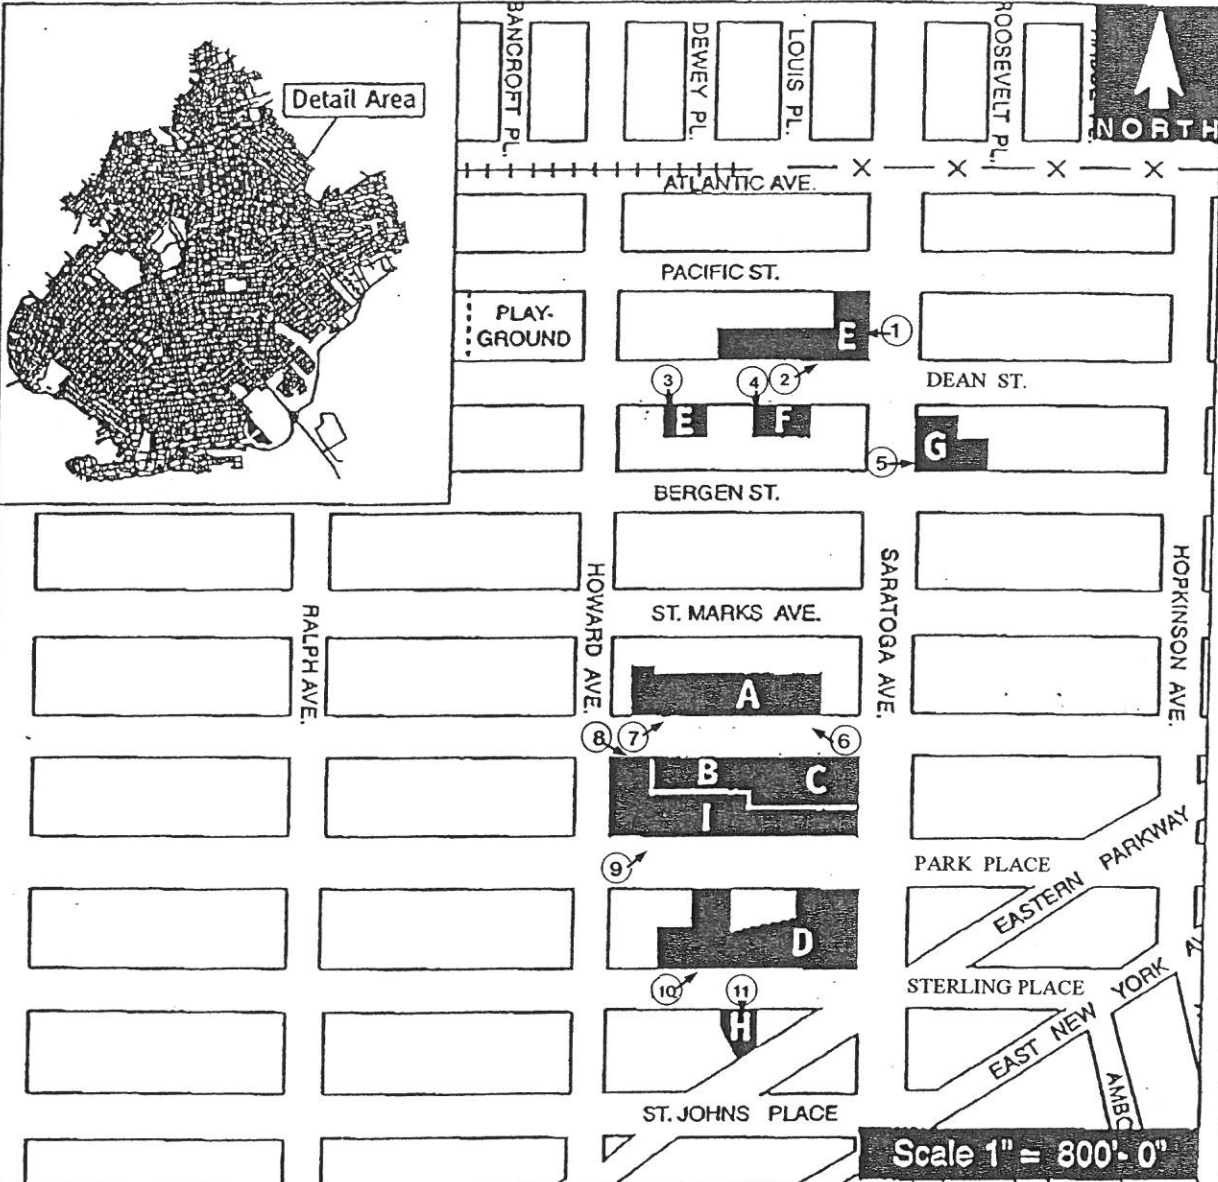 Detail Area
BANCROFT PL.
DEWEY PL.
LOUIS PL.
ROOSEVELT PL.
NORTH
ATLANTIC AVE.
PACIFIC ST.
PLAY-
GROUND
E
1
2
DEAN ST.
3
4
E
F
G
5
BERGEN ST.
RALPH AVE.
HOWARD AVE.
SARATOGA AVE.
HOPKINSON AVE.
ST. MARKS AVE.
A
8
7
6
B
C
I
9
PARK PLACE
EASTERN PARKWAY
D
10
11
STERLING PLACE
H
EAST NEW YORK
ST. JOHNS PLACE
Scale 1" = 800'- 0"